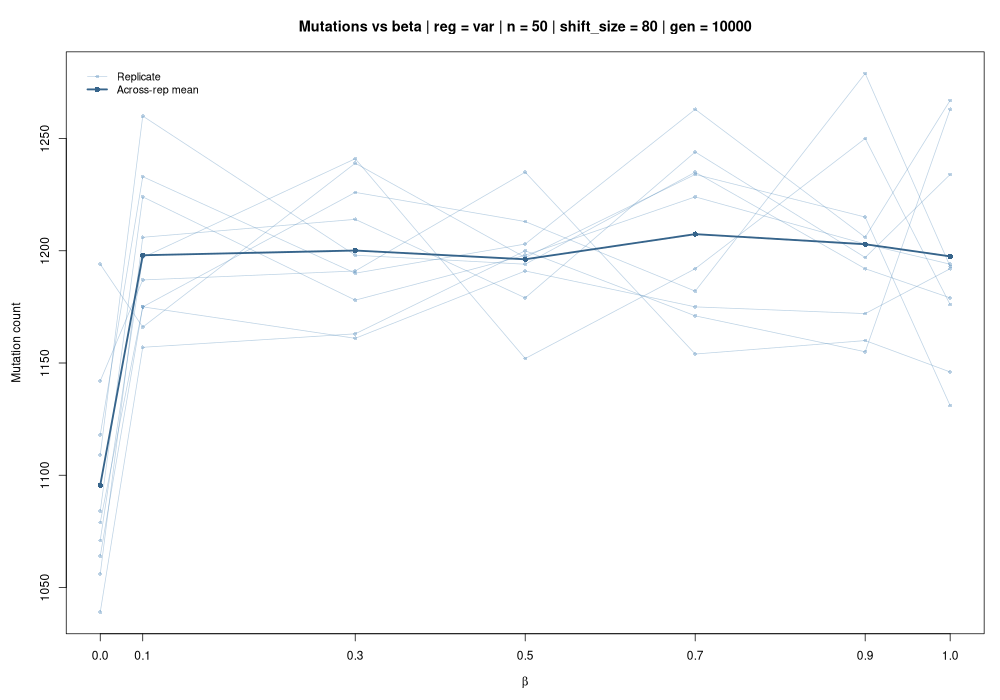 Mutations vs beta | reg = var | n = 50 | shift_size = 80 | gen = 10000
Replicate
Across-rep mean
1250
1200
1150
1100
1050
Mutation count
0.0 0.1 0.3 0.5 0.7 0.9 1.0
β